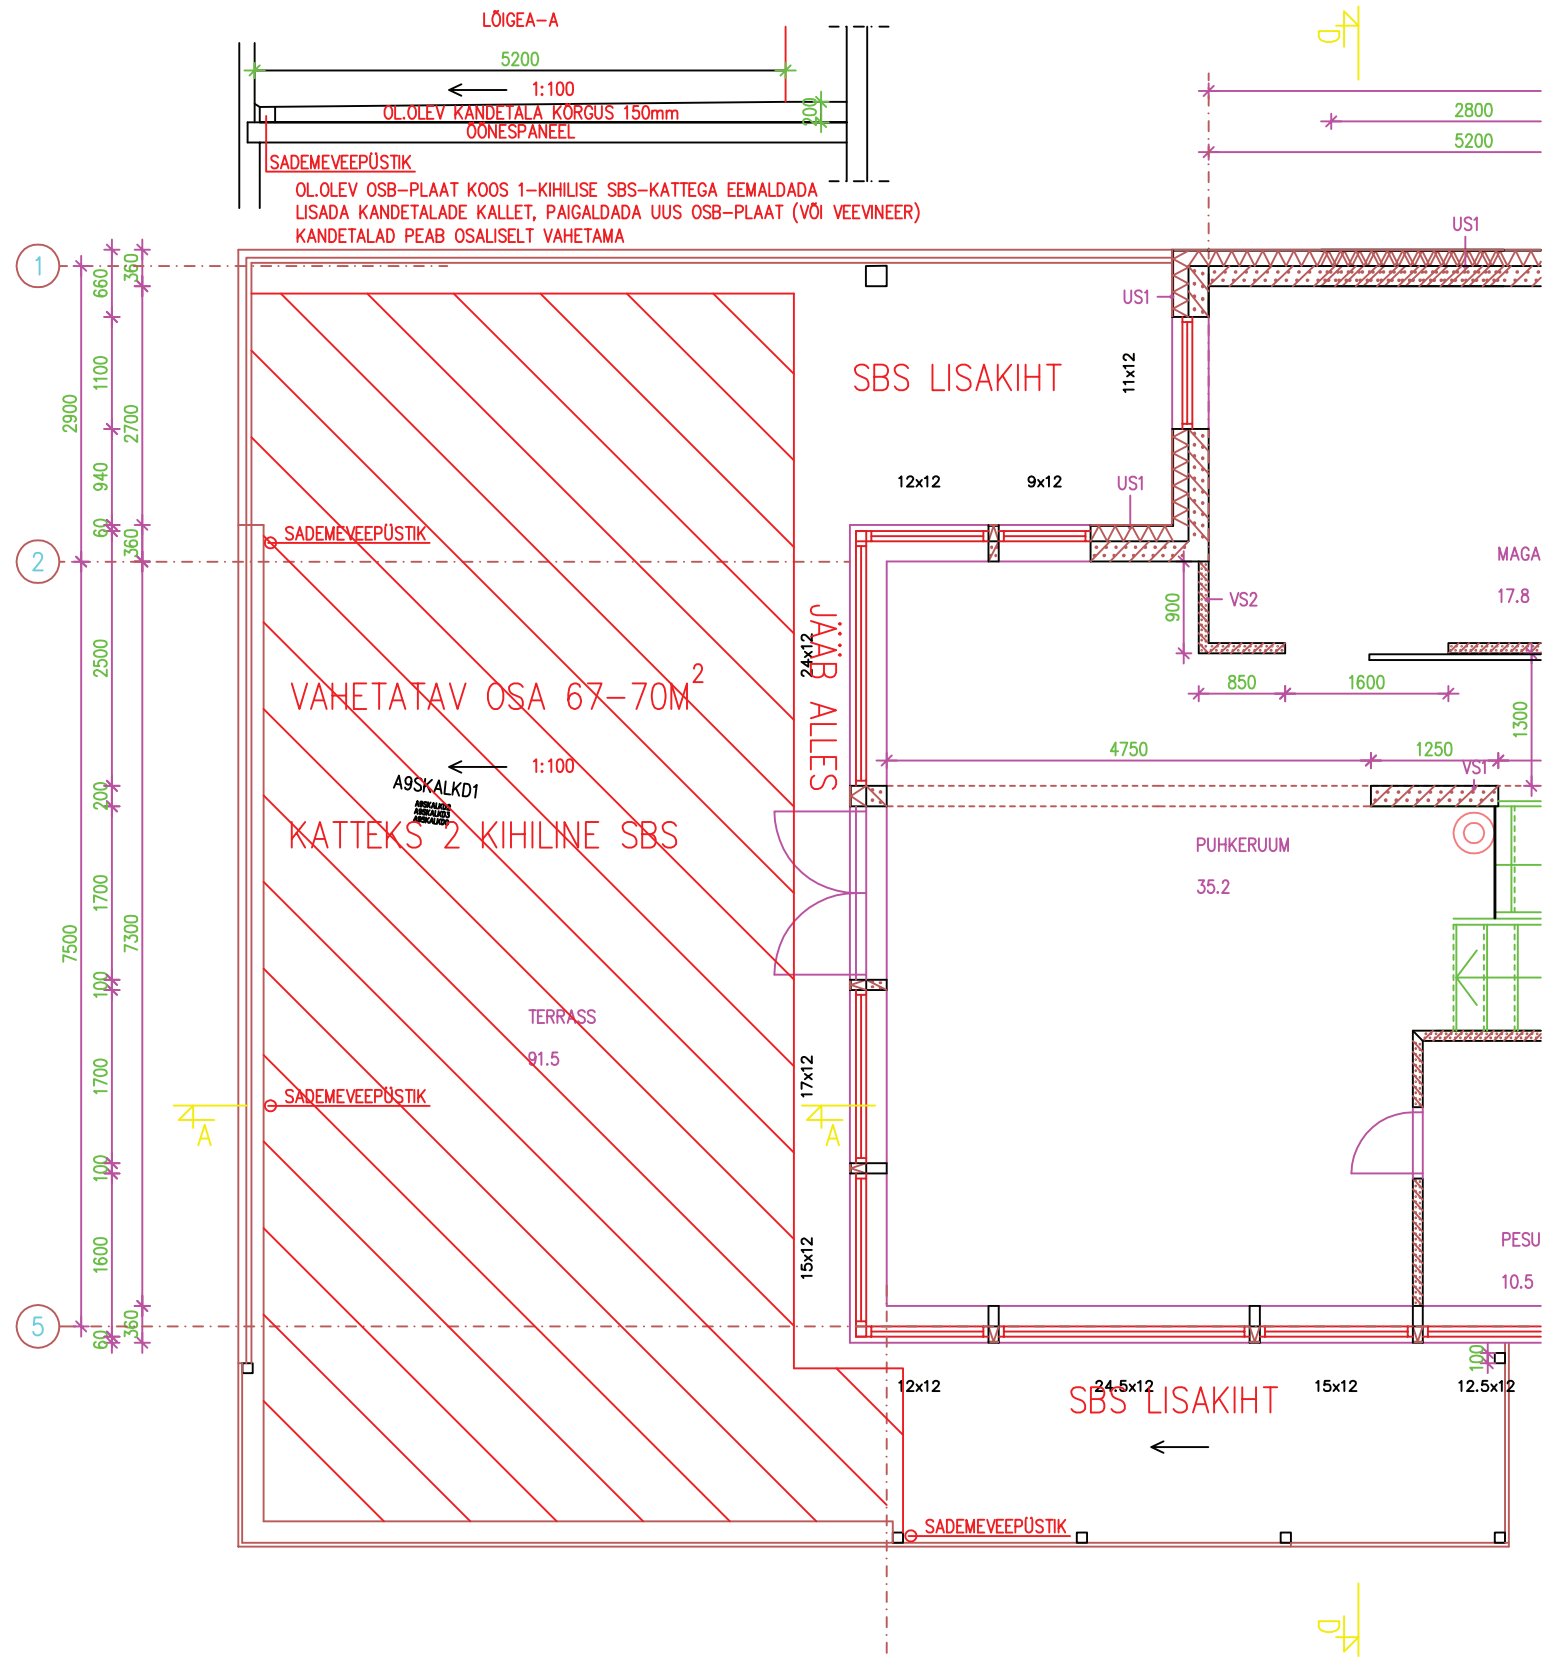 LÕIGEA-A
5200
1:100
200
OL.OLEV KANDETALA KÕRGUS 150mm
ÕÕNESPANEEL
SADEMEVEEPÜSTIK
OL.OLEV OSB-PLAAT KOOS 1-KIHILISE SBS-KATTEGA EEMALDADA
LISADA KANDETALADE KALLET, PAIGALDADA UUS OSB-PLAAT (VÕI VEEVINEER)
KANDETALAD PEAB OSALISELT VAHETAMA
D
2800
5200
US1
1
660
360
US1
1100
2900
2700
SBS LISAKIHT
11x12
940
12x12
9x12
US1
60
360
SADEMEVEEPÜSTIK
2
MAGA
17.8
900
VS2
2500
24x12
JÄÄB ALLES
VAHETATAV OSA 67-70M²
850
1600
1300
4750
1250
VS1
1:100
A9SKALKD1
200
KATTEKS 2 KIHILINE SBS
PUHKERUUM
35.2
1700
7500
7300
100
TERRASS
91.5
1700
17x12
SADEMEVEEPÜSTIK
A
A
100
1600
15x12
PESU
10.5
5
360
60
100
12x12
24.5x12
15x12
12.5x12
SBS LISAKIHT
SADEMEVEEPÜSTIK
D